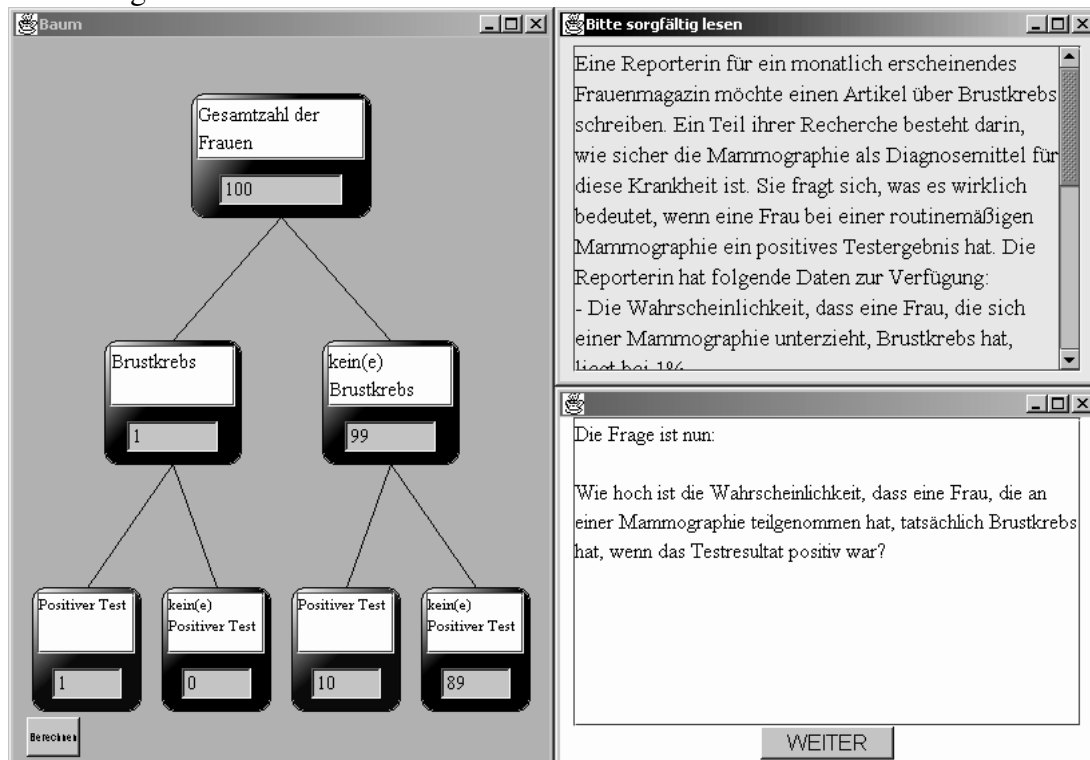 Baum
Gesamtzahl der
Frauen
100
Brustkrebs
1
kein(e)
Brustkrebs
99
Positiver Test
1
kein(e)
Positiver Test
0
Positiver Test
10
kein(e)
Positiver Test
89
Berechnen
Bitte sorgfältig lesen
Eine Reporterin für ein monatlich erscheinendes
Frauenmagazin möchte einen Artikel über Brustkrebs
schreiben. Ein Teil ihrer Recherche besteht darin,
wie sicher die Mammographie als Diagnosemittel für
diese Krankheit ist. Sie fragt sich, was es wirklich
bedeutet, wenn eine Frau bei einer routinemäßigen
Mammographie ein positives Testergebnis hat. Die
Reporterin hat folgende Daten zur Verfügung:
- Die Wahrscheinlichkeit, dass eine Frau, die sich
einer Mammographie unterzieht, Brustkrebs hat,
liegt bei 1%
Die Frage ist nun:
Wie hoch ist die Wahrscheinlichkeit, dass eine Frau, die an
einer Mammographie teilgenommen hat, tatsächlich Brustkrebs
hat, wenn das Testresultat positiv war?
WEITER